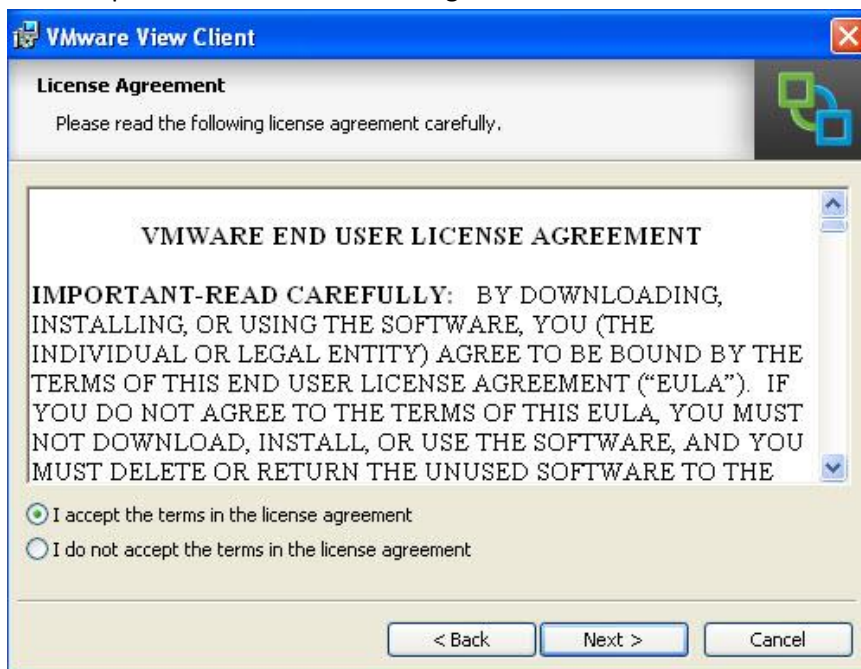 VMware View Client
License Agreement
Please read the following license agreement carefully.
VMWARE END USER LICENSE AGREEMENT
IMPORTANT-READ CAREFULLY: BY DOWNLOADING,
INSTALLING, OR USING THE SOFTWARE, YOU (THE
INDIVIDUAL OR LEGAL ENTITY) AGREE TO BE BOUND BY THE
TERMS OF THIS END USER LICENSE AGREEMENT (“EULA”). IF
YOU DO NOT AGREE TO THE TERMS OF THIS EULA, YOU MUST
NOT DOWNLOAD, INSTALL, OR USE THE SOFTWARE, AND YOU
MUST DELETE OR RETURN THE UNUSED SOFTWARE TO THE
I accept the terms in the license agreement
I do not accept the terms in the license agreement
< Back Next > Cancel